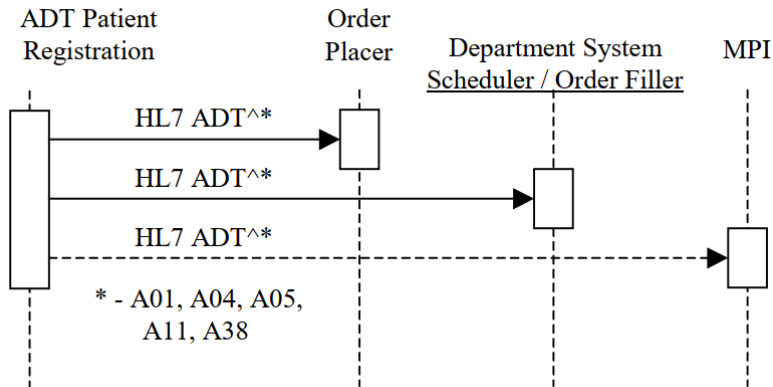 ADT Patient
Registration
Order
Placer
Department System
Scheduler / Order Filler
MPI
HL7 ADT^*
HL7 ADT^*
HL7 ADT^*
* - A01, A04, A05,
A11, A38